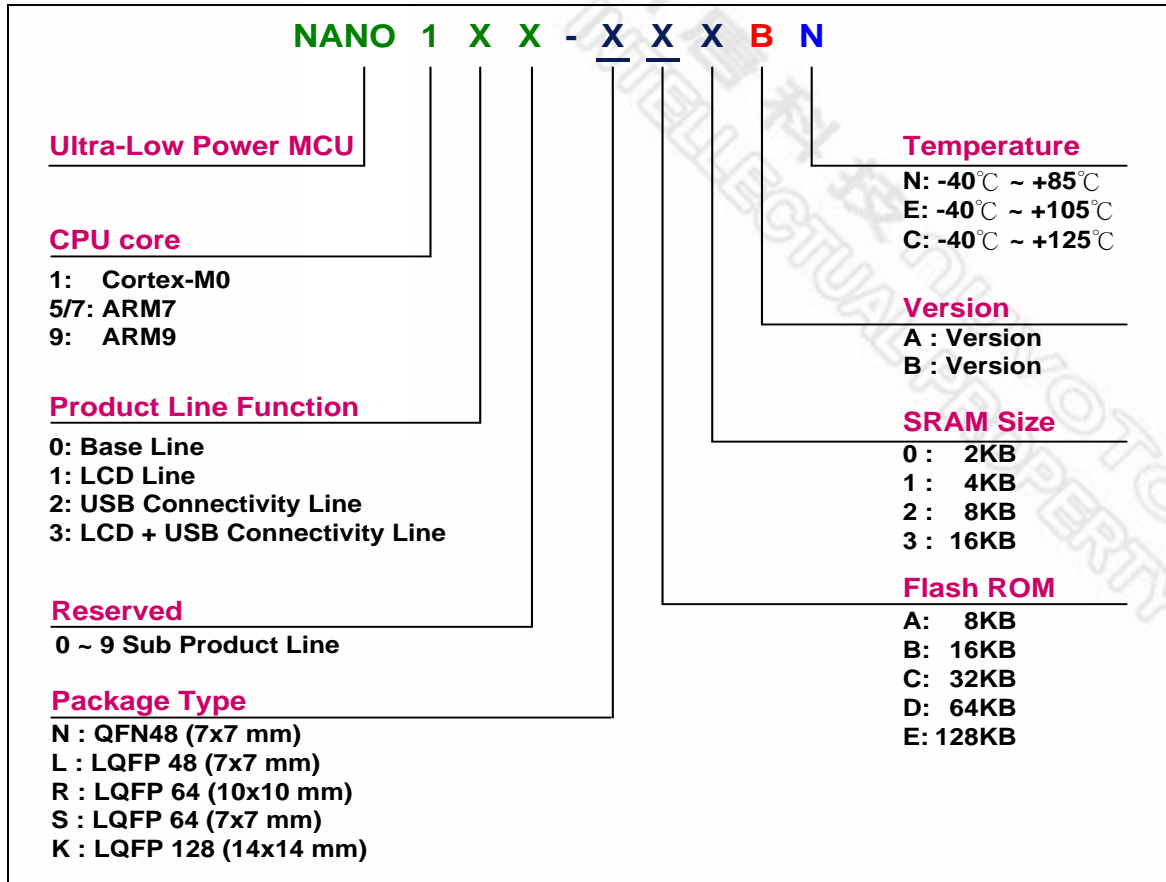 NANO 1 X X - X X X B N
Ultra-Low Power MCU
CPU core
1: Cortex-M0
5/7: ARM7
9: ARM9
Product Line Function
0: Base Line
1: LCD Line
2: USB Connectivity Line
3: LCD + USB Connectivity Line
Reserved
0 ~ 9 Sub Product Line
Package Type
N : QFN48 (7x7 mm)
L : LQFP 48 (7x7 mm)
R : LQFP 64 (10x10 mm)
S : LQFP 64 (7x7 mm)
K : LQFP 128 (14x14 mm)
Temperature
N: -40℃ ~ +85℃
E: -40℃ ~ +105℃
C: -40℃ ~ +125℃
Version
A : Version
B : Version
SRAM Size
0 : 2KB
1 : 4KB
2 : 8KB
3 : 16KB
Flash ROM
A: 8KB
B: 16KB
C: 32KB
D: 64KB
E: 128KB
科技
INTELLECTUAL PROPERTY